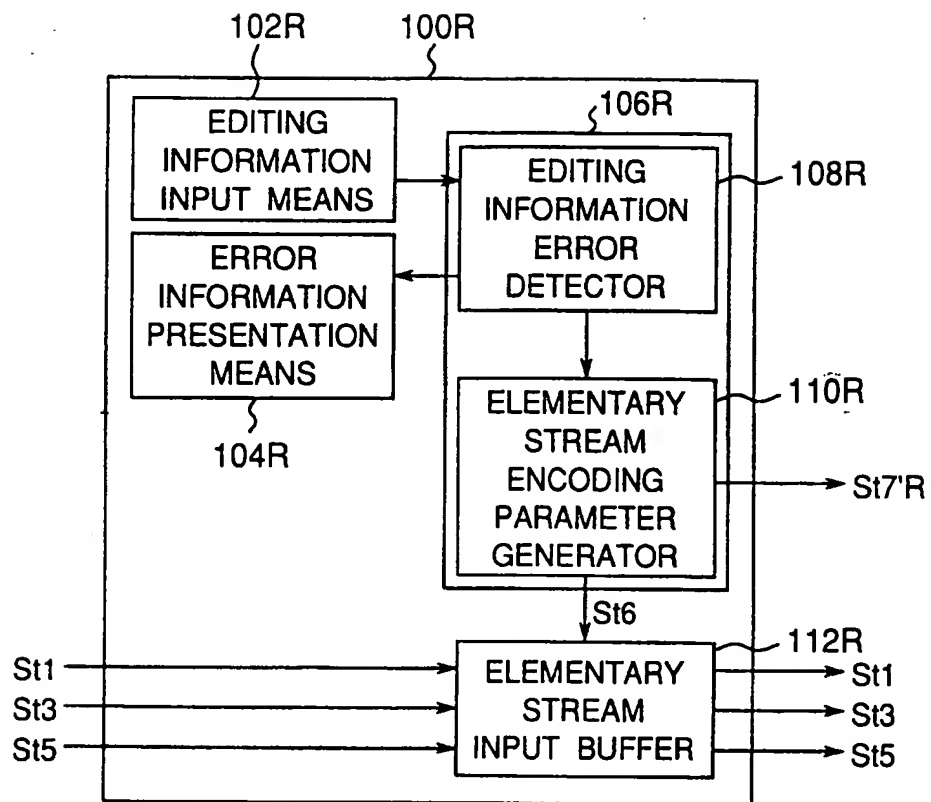 102R
100R
EDITING
INFORMATION
INPUT MEANS
106R
EDITING
INFORMATION
ERROR
DETECTOR
108R
ERROR
INFORMATION
PRESENTATION
MEANS
104R
ELEMENTARY
STREAM
ENCODING
PARAMETER
GENERATOR
110R
St7'R
St6
112R
St1
St3
St5
ELEMENTARY
STREAM
INPUT BUFFER
St1
St3
St5